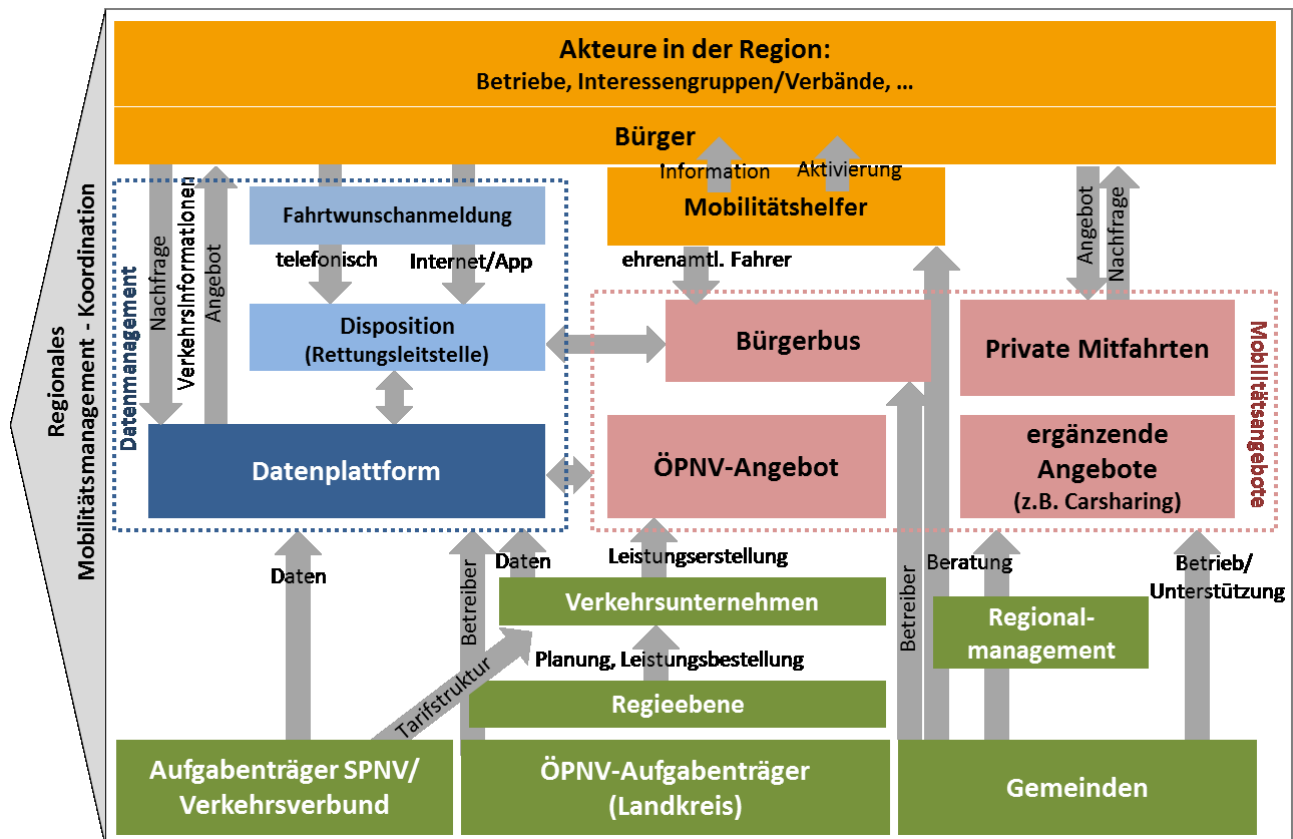 Akteure in der Region:
Betriebe, Interessengruppen/Verbände, ...
Bürger
Regionales
Mobilitätsmanagement - Koordination
Datenmanagement
Nachfrage
VerkehrsInformationen
Angebot
Fahrtwunschanmeldung
telefonisch
Internet/App
Disposition
(Rettungsleitstelle)
Datenplattform
Information
Aktivierung
Mobilitätshelfer
ehrenamtl. Fahrer
Bürgerbus
ÖPNV-Angebot
Angebot
Nachfrage
Private Mitfahrten
ergänzende
Angebote
(z.B. Carsharing)
Mobilitätsangebote
Daten
Betreiber
Daten
Leistungserstellung
Verkehrsunternehmen
Tarifstruktur
Planung, Leistungsbestellung
Regieebene
Betreiber
Beratung
Regional-
management
Betrieb/
Unterstützung
Aufgabenträger SPNV/
Verkehrsverbund
ÖPNV-Aufgabenträger
(Landkreis)
Gemeinden